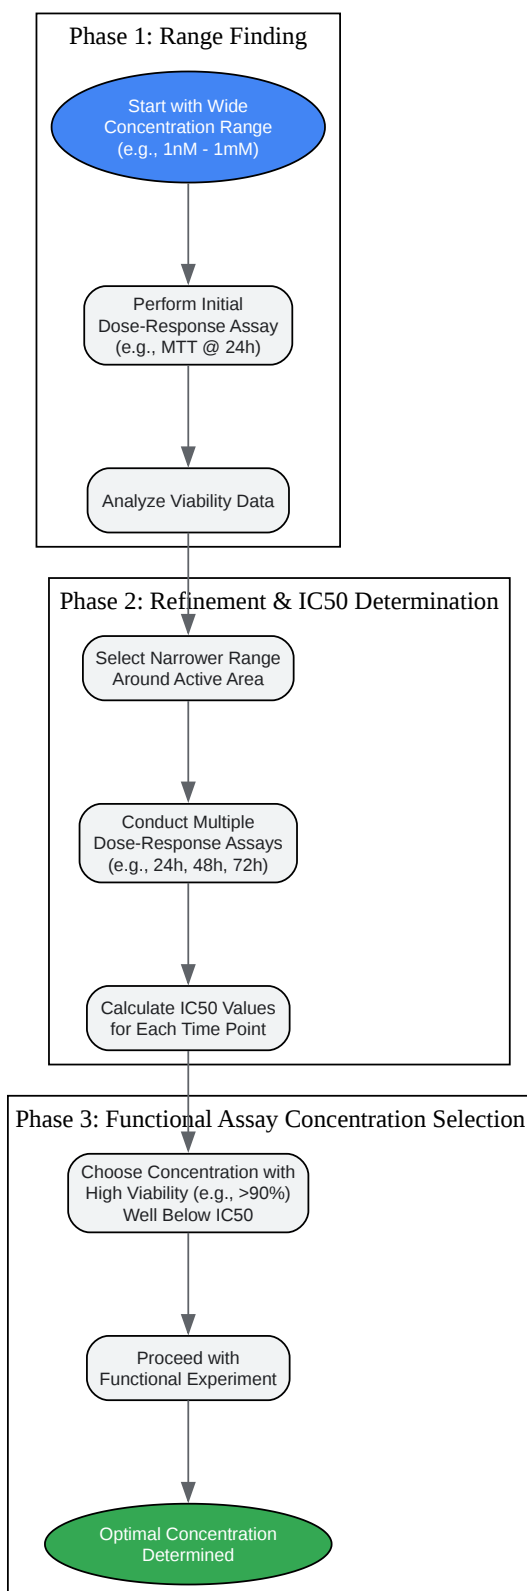 Phase 1: Range Finding
Start with Wide
Concentration Range
(e.g., 1nM - 1mM)
Perform Initial
Dose-Response Assay
(e.g., MTT @ 24h)
Analyze Viability Data
Phase 2: Refinement & IC50 Determination
Select Narrower Range
Around Active Area
Conduct Multiple
Dose-Response Assays
(e.g., 24h, 48h, 72h)
Calculate IC50 Values
for Each Time Point
Phase 3: Functional Assay Concentration Selection
Choose Concentration with
High Viability (e.g., >90%)
Well Below IC50
Proceed with
Functional Experiment
Optimal Concentration
Determined